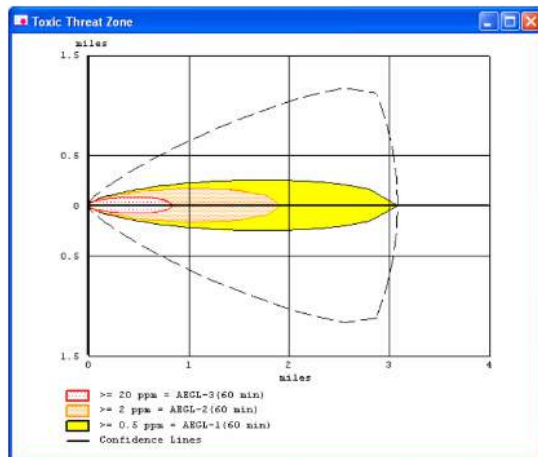 Toxic Threat Zone
miles
1.5
0.5
0
0.5
1.5
0 1 2 3 4
miles
>= 20 ppm = AEGL-3(60 min)
>= 2 ppm = AEGL-2(60 min)
>= 0.5 ppm = AEGL-1(60 min)
Confidence Lines